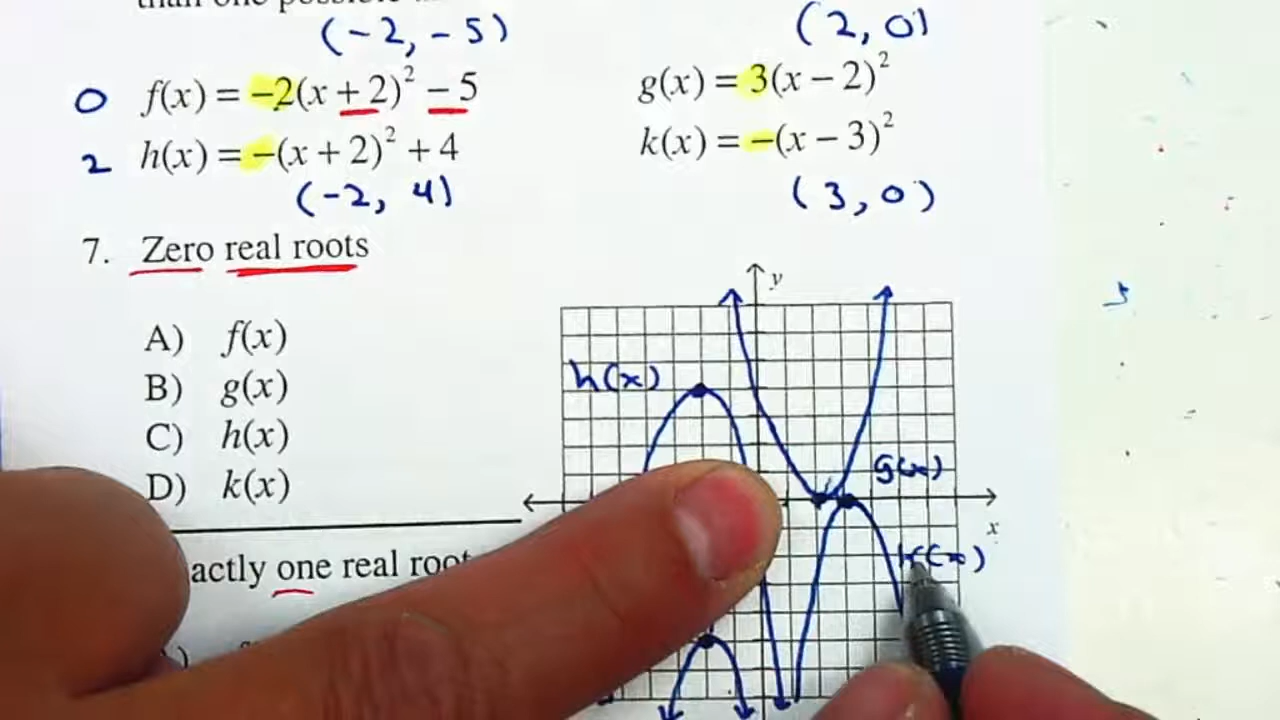 (-2, -5)
(2, 0)
0 f(x) = -2(x + 2)² - 5
g(x) = 3(x - 2)²
2 h(x) = -(x + 2)² + 4
k(x) = -(x - 3)²
(-2, 4)
(3, 0)
7. Zero real roots
y
A) f(x)
h(x)
B) g(x)
C) h(x)
g(x)
D) k(x)
x
k(x)
actly one real root